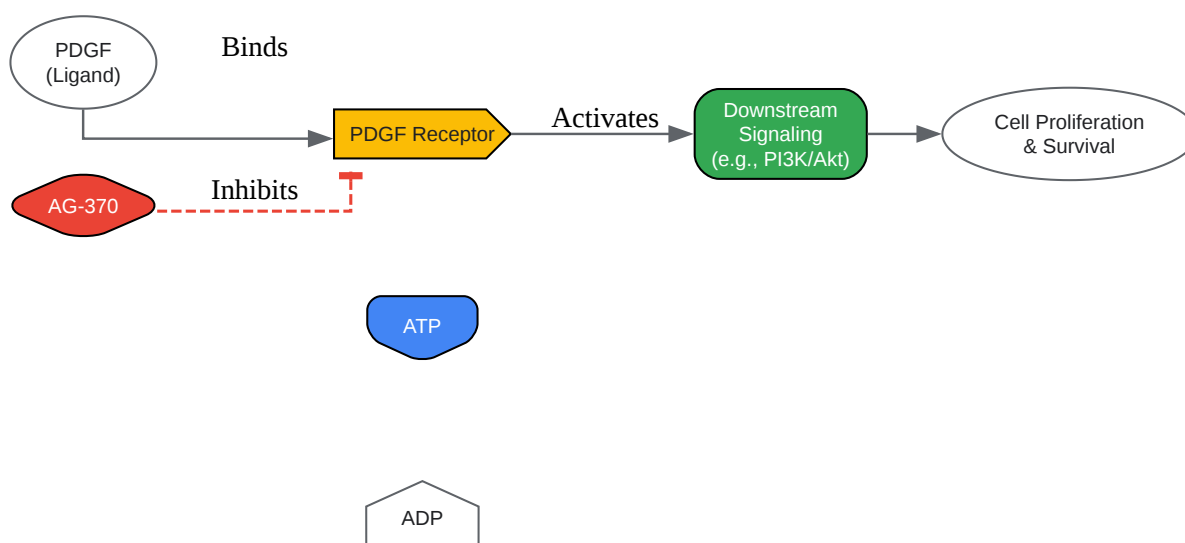 PDGF
(Ligand)
Binds
PDGF Receptor
Activates
Downstream
Signaling
(e.g., PI3K/Akt)
Cell Proliferation
& Survival
AG-370
Inhibits
ATP
ADP